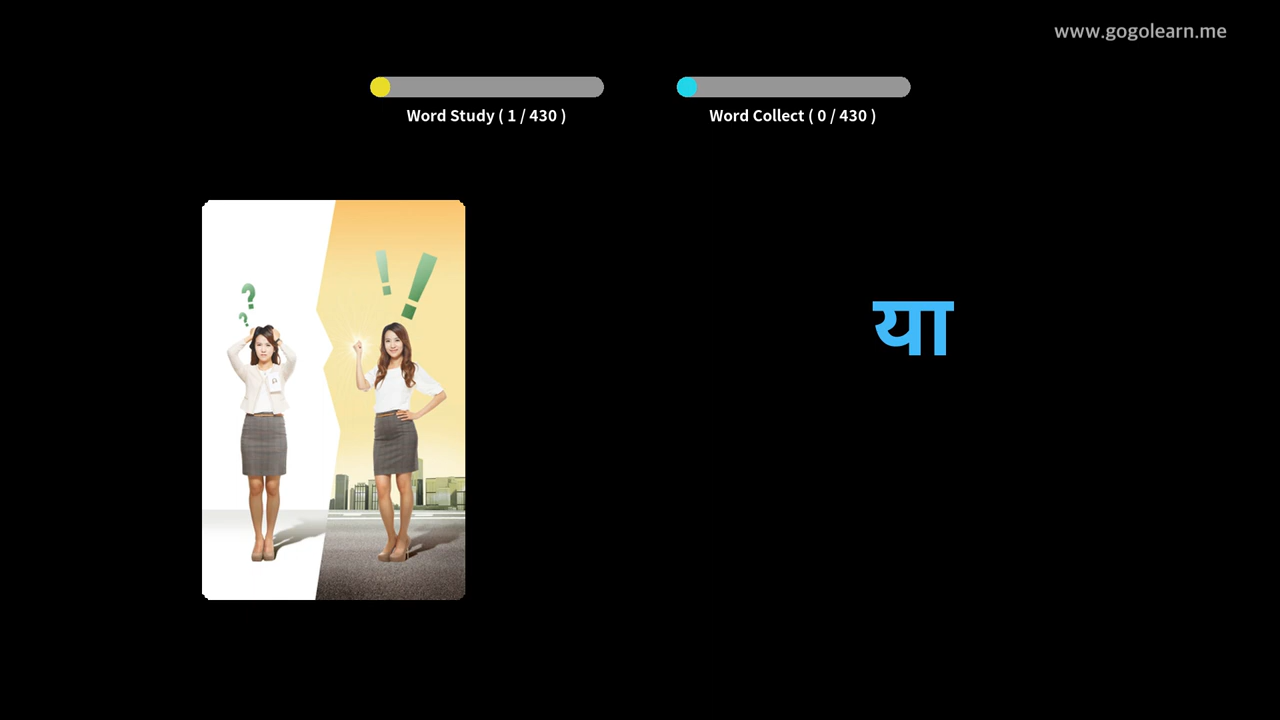 www.gogolearn.me
Word Study ( 1 / 430 )
Word Collect ( 0 / 430 )
? ?
! !
या